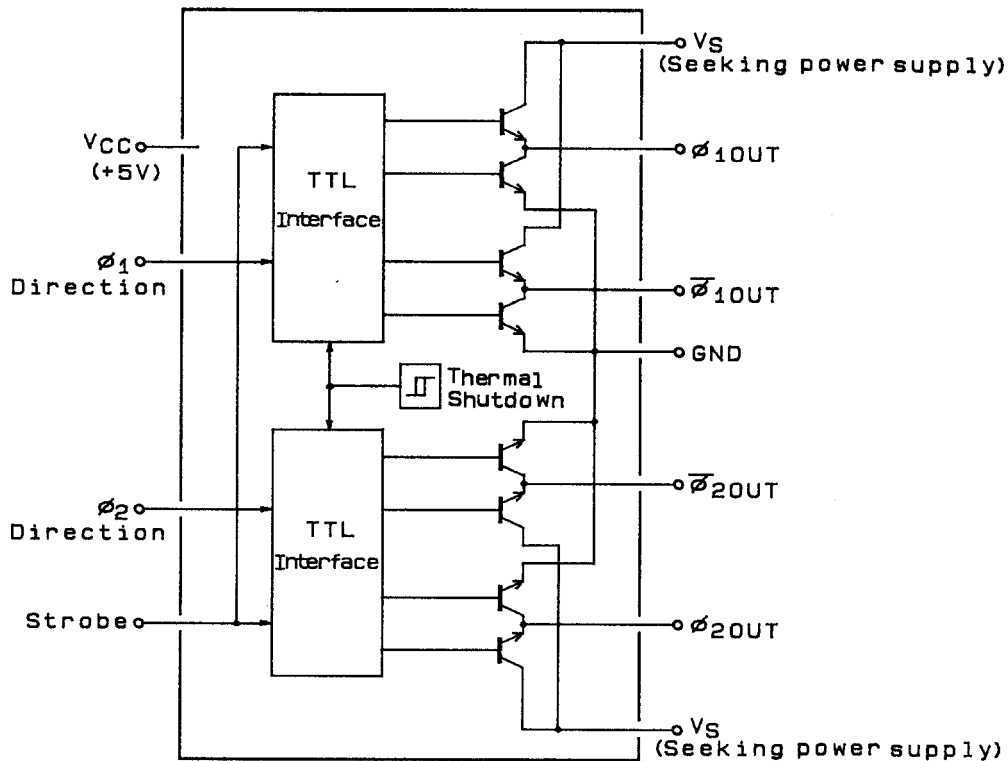 VS
(Seeking power supply)
VCC
(+5V)
TTL
Interface
ø1OUT
ø1
Direction
ø̅1OUT
GND
Thermal
Shutdown
ø̅2OUT
ø2
Direction
TTL
Interface
Strobe
ø2OUT
VS
(Seeking power supply)